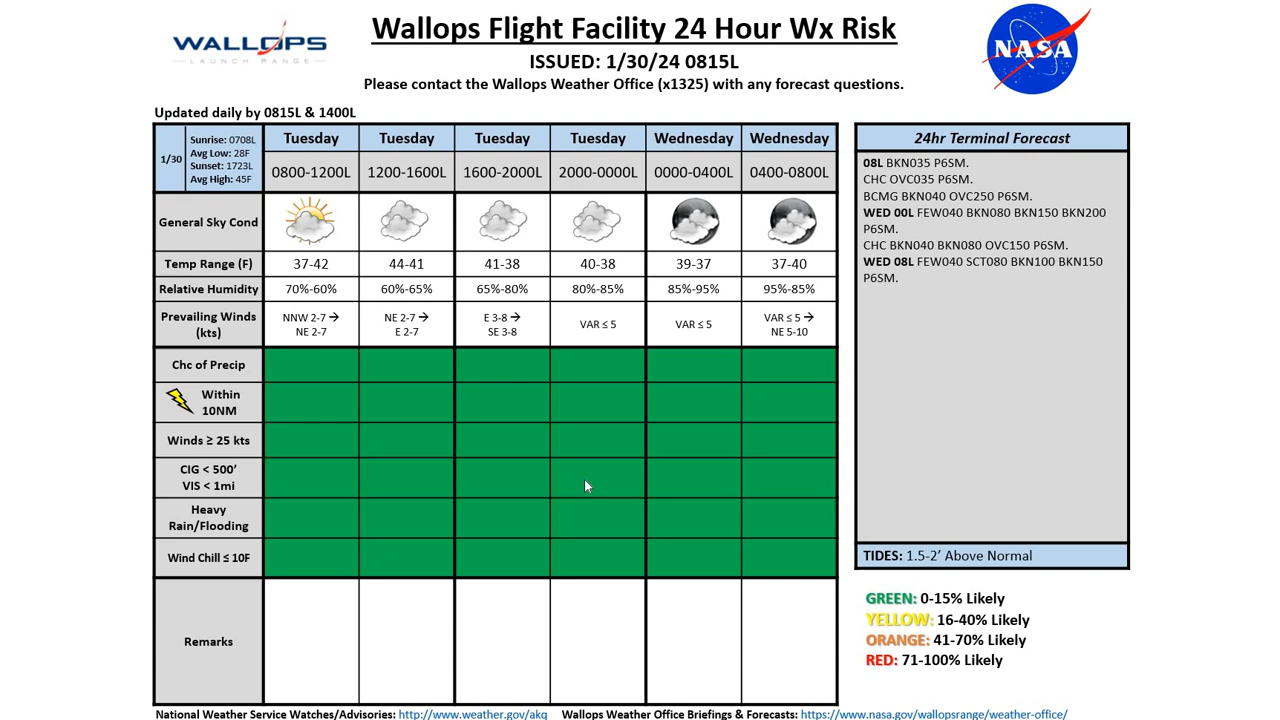 WALLOPS
LAUNCH RANGE
Wallops Flight Facility 24 Hour Wx Risk
NASA
ISSUED: 1/30/24 0815L
Please contact the Wallops Weather Office (x1325) with any forecast questions.
Updated daily by 0815L & 1400L
1/30
Sunrise: 0708L
Avg Low: 28F
Sunset: 1723L
Avg High: 45F
Tuesday Tuesday Tuesday Tuesday Wednesday Wednesday
0800-1200L 1200-1600L 1600-2000L 2000-0000L 0000-0400L 0400-0800L
General Sky Cond
Temp Range (F) 37-42 44-41 41-38 40-38 39-37 37-40
Relative Humidity 70%-60% 60%-65% 65%-80% 80%-85% 85%-95% 95%-85%
Prevailing Winds NNW 2-7 → NE 2-7 → E 3-8 → VAR ≤ 5 VAR ≤ 5 VAR ≤ 5 →
(kts) NE 2-7 E 2-7 SE 3-8 NE 5-10
Chc of Precip
Within
10NM
Winds ≥ 25 kts
CIG < 500’
VIS < 1mi
Heavy
Rain/Flooding
Wind Chill ≤ 10F
Remarks
24hr Terminal Forecast
08L BKN035 P6SM.
CHC OVC035 P6SM.
BCMG BKN040 OVC250 P6SM.
WED 00L FEW040 BKN080 BKN150 BKN200
P6SM.
CHC BKN040 BKN080 OVC150 P6SM.
WED 08L FEW040 SCT080 BKN100 BKN150
P6SM.
TIDES: 1.5-2’ Above Normal
GREEN: 0-15% Likely
YELLOW: 16-40% Likely
ORANGE: 41-70% Likely
RED: 71-100% Likely
National Weather Service Watches/Advisories: http://www.weather.gov/akq Wallops Weather Office Briefings & Forecasts: https://www.nasa.gov/wallopsrange/weather-office/